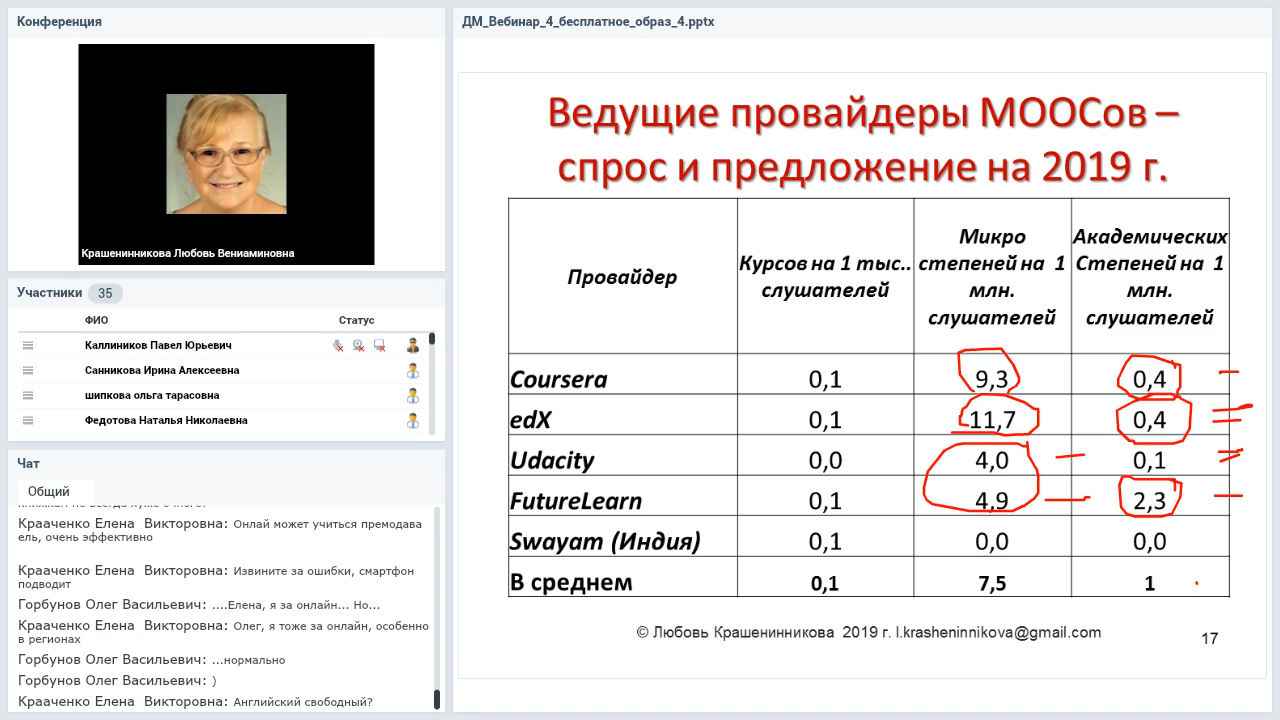 Конференция
Крашенинникова Любовь Вениаминовна
Участники 35
ФИО Статус
Каллиников Павел Юрьевич
Санникова Ирина Алексеевна
шипкова ольга тарасовна
Федотова Наталья Николаевна
Чат
Общий
Крааченко Елена Викторовна: Онлай может учиться премодава
ель, очень эффективно
Крааченко Елена Викторовна: Извините за ошибки, смартфон
подводит
Горбунов Олег Васильевич: ....Елена, я за онлайн... Но...
Крааченко Елена Викторовна: Олег, я тоже за онлайн, особенно
в регионах
Горбунов Олег Васильевич: ...нормально
Горбунов Олег Васильевич: )
Крааченко Елена Викторовна: Английский свободный?
ДМ_Вебинар_4_бесплатное_образ_4.pptx
Ведущие провайдеры МООСов –
спрос и предложение на 2019 г.
Провайдер
Курсов на 1 тыс..
слушателей
Микро
степеней на 1
млн.
слушателей
Академических
Степеней на 1
млн.
слушателей
Coursera 0,1 9,3 0,4
edX 0,1 11,7 0,4
Udacity 0,0 4,0 0,1
FutureLearn 0,1 4,9 2,3
Swayam (Индия) 0,1 0,0 0,0
В среднем 0,1 7,5 1
© Любовь Крашенинникова 2019 г. l.krasheninnikova@gmail.com
17